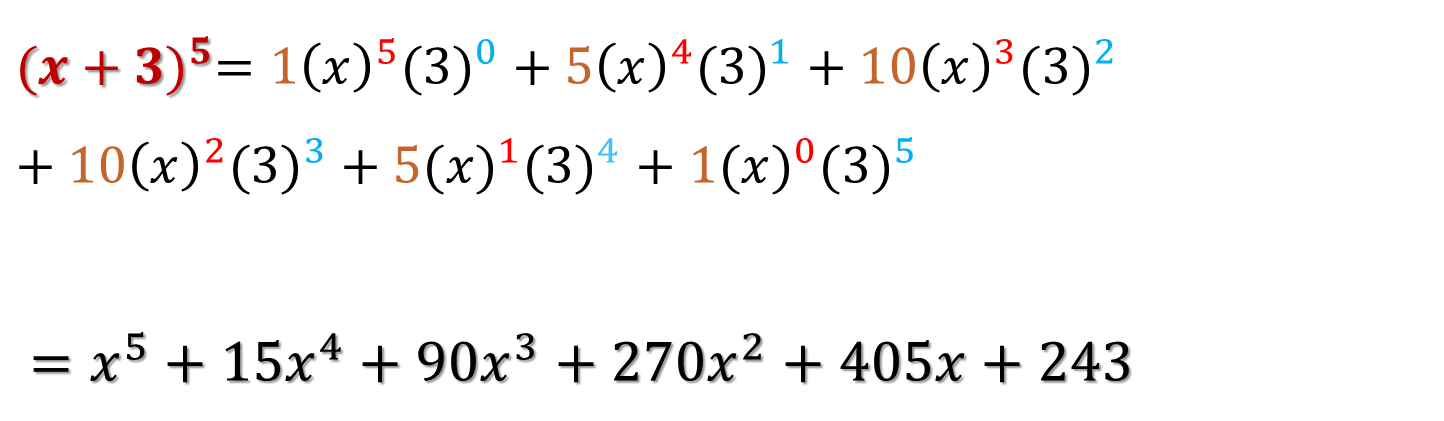 (x + 3)⁵= 1(x)⁵(3)⁰ + 5(x)⁴(3)¹ + 10(x)³(3)²
+ 10(x)²(3)³ + 5(x)¹(3)⁴ + 1(x)⁰(3)⁵
= x⁵ + 15x⁴ + 90x³ + 270x² + 405x + 243